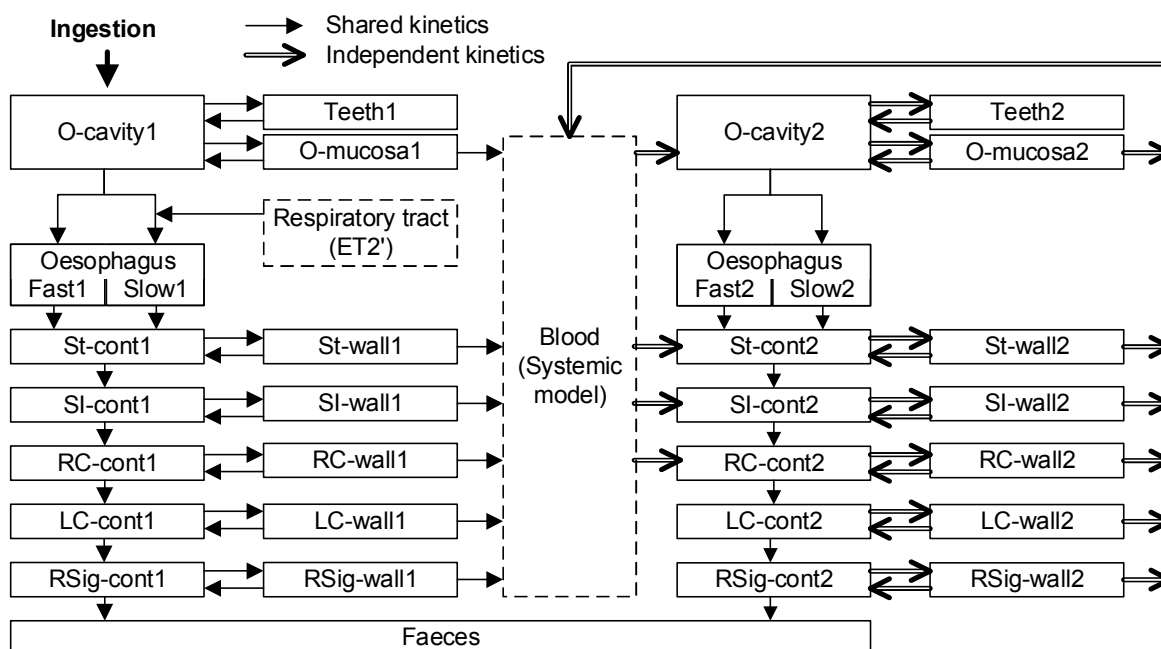 Ingestion
Shared kinetics
Independent kinetics
O-cavity1
Teeth1
O-mucosa1
Respiratory tract
(ET2')
Oesophagus
Fast1
Slow1
St-cont1
St-wall1
SI-cont1
SI-wall1
RC-cont1
RC-wall1
LC-cont1
LC-wall1
RSig-cont1
RSig-wall1
Blood
(Systemic
model)
O-cavity2
Teeth2
O-mucosa2
Oesophagus
Fast2
Slow2
St-cont2
St-wall2
SI-cont2
SI-wall2
RC-cont2
RC-wall2
LC-cont2
LC-wall2
RSig-cont2
RSig-wall2
Faeces